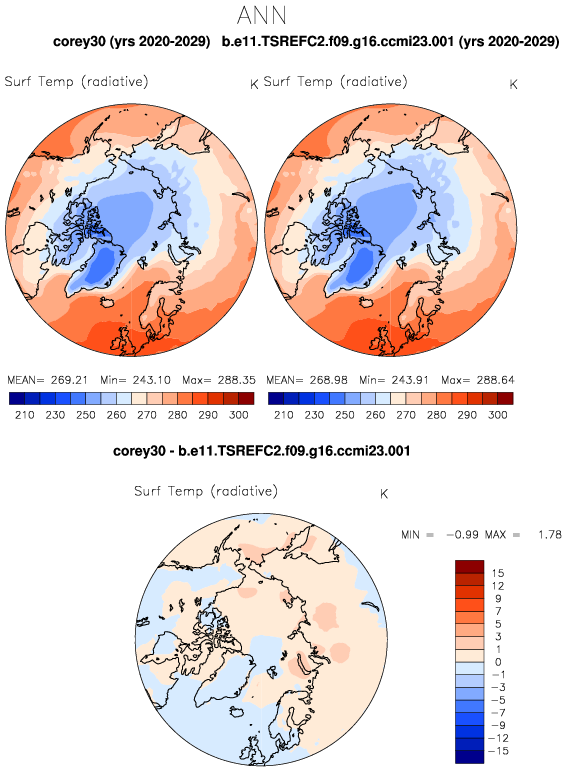 ANN
corey30 (yrs 2020-2029) b.e11.TSREFC2.f09.g16.ccmi23.001 (yrs 2020-2029)
Surf Temp (radiative) K Surf Temp (radiative) K
MEAN= 269.21 Min= 243.10 Max= 288.35 MEAN= 268.98 Min= 243.91 Max= 288.64
210 230 250 260 270 280 290 300 210 230 250 260 270 280 290 300
corey30 - b.e11.TSREFC2.f09.g16.ccmi23.001
Surf Temp (radiative) K
MIN = -0.99 MAX = 1.78
15
12
9
7
5
3
1
0
-1
-3
-5
-7
-9
-12
-15